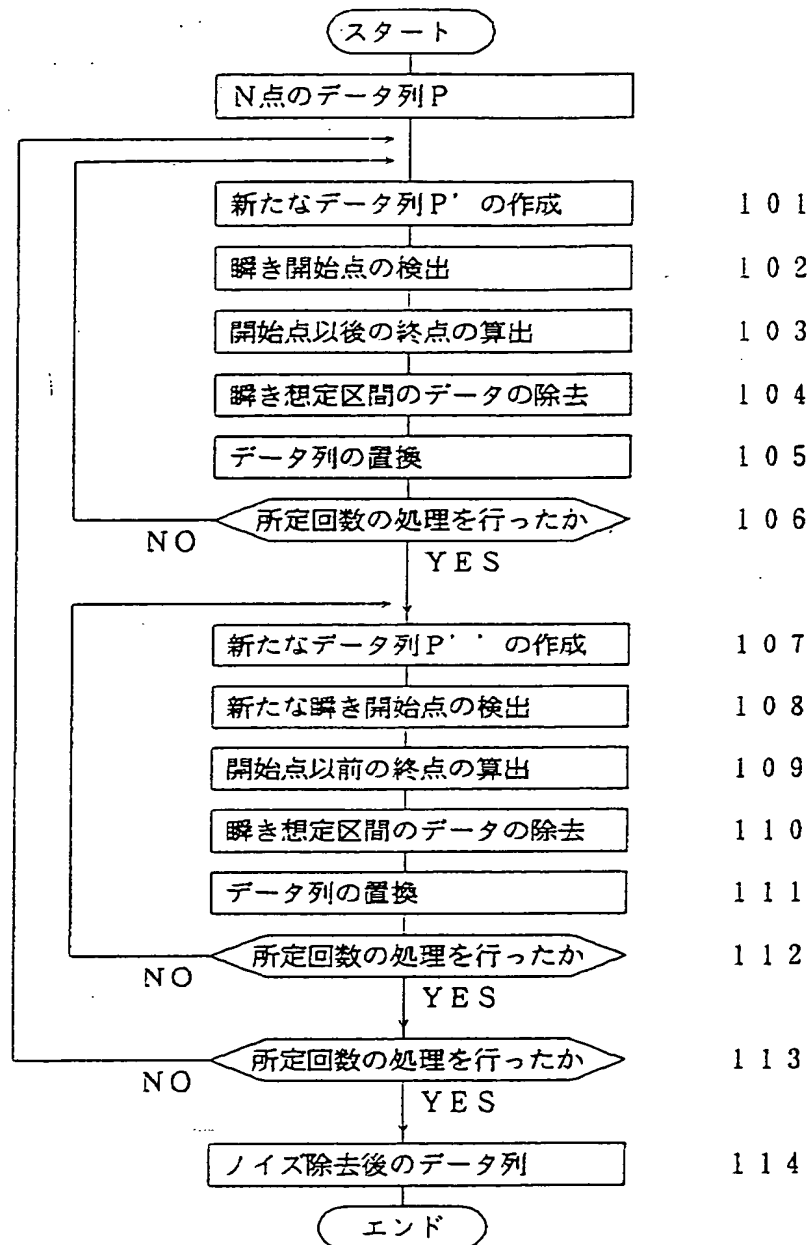 スタート
N点のデータ列P
新たなデータ列P'の作成 101
瞬き開始点の検出 102
開始点以後の終点の算出 103
瞬き想定区間のデータの除去 104
データ列の置換 105
所定回数の処理を行ったか 106
NO
YES
新たなデータ列P''の作成 107
新たな瞬き開始点の検出 108
開始点以前の終点の算出 109
瞬き想定区間のデータの除去 110
データ列の置換 111
所定回数の処理を行ったか 112
NO
YES
所定回数の処理を行ったか 113
NO
YES
ノイズ除去後のデータ列 114
エンド